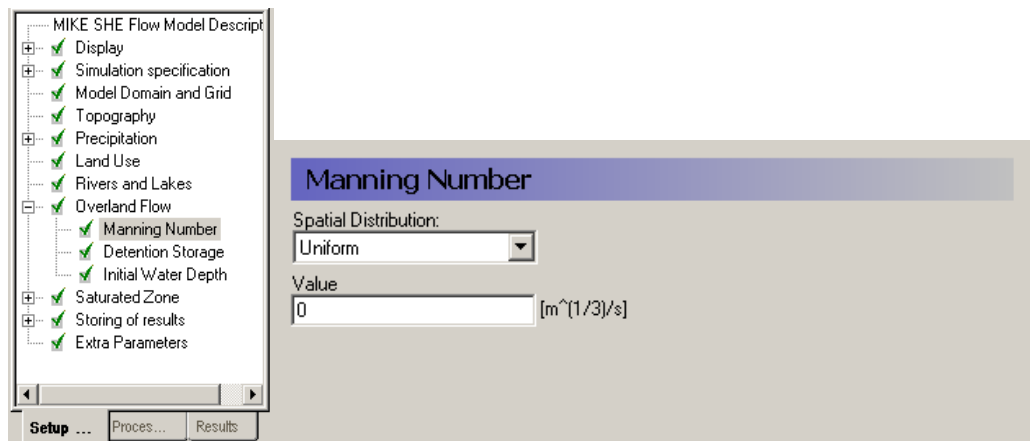 MIKE SHE Flow Model Descript
Display
Simulation specification
Model Domain and Grid
Topography
Precipitation
Land Use
Rivers and Lakes
Overland Flow
Manning Number
Detention Storage
Initial Water Depth
Saturated Zone
Storing of results
Extra Parameters
Setup ...
Proces...
Results
Manning Number
Spatial Distribution:
Uniform
Value
0 [m^(1/3)/s]